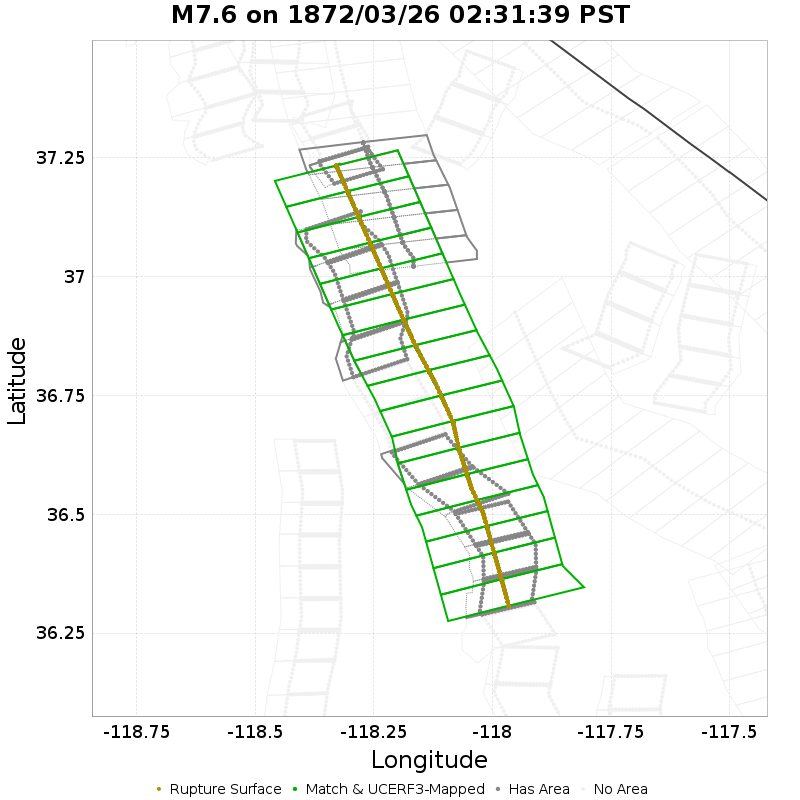 M7.6 on 1872/03/26 02:31:39 PST
37.25
37
36.75
36.5
36.25
Latitude
-118.75 -118.5 -118.25 -118 -117.75 -117.5
Longitude
Rupture Surface Match & UCERF3-Mapped Has Area No Area